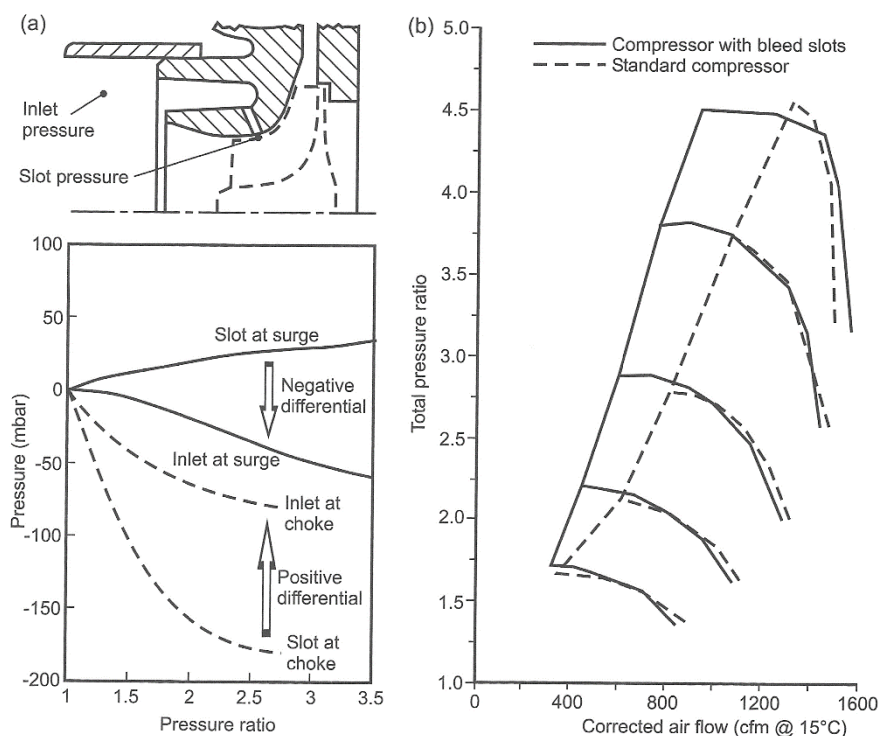 (a)
Inlet
pressure
Slot pressure
100
50
0
-50
-100
-150
-200
Pressure (mbar)
Slot at surge
Negative
differential
Inlet at surge
Inlet at
choke
Positive
differential
Slot at
choke
1
1.5
2
2.5
3
3.5
Pressure ratio
(b)
5.0
4.5
4.0
3.5
3.0
2.5
2.0
1.5
1.0
Total pressure ratio
Compressor with bleed slots
Standard compressor
0
400
800
1200
1600
Corrected air flow (cfm @ 15°C)